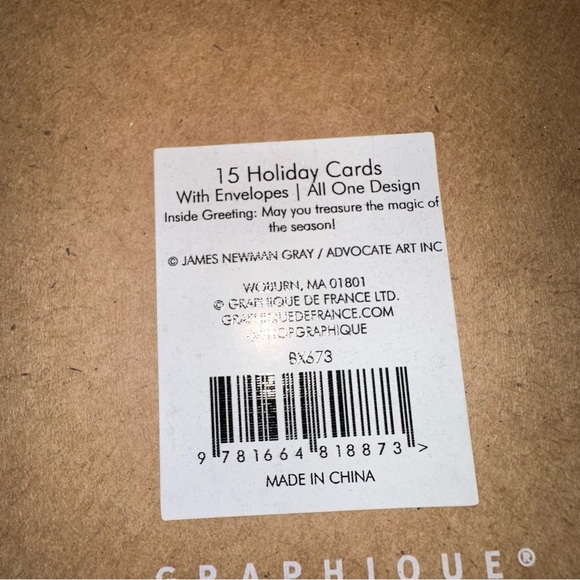 15 Holiday Cards
With Envelopes | All One Design
Inside Greeting: May you treasure the magic of
the season!
© JAMES NEWMAN GRAY / ADVOCATE ART INC
WOBURN, MA 01801
© GRAPHIQUE DE FRANCE LTD.
GRAPHIQUEDEFRANCE.COM
@SHOPGRAPHIQUE
BX673
9 781664 818873 >
MADE IN CHINA
GRAPHIQUE®